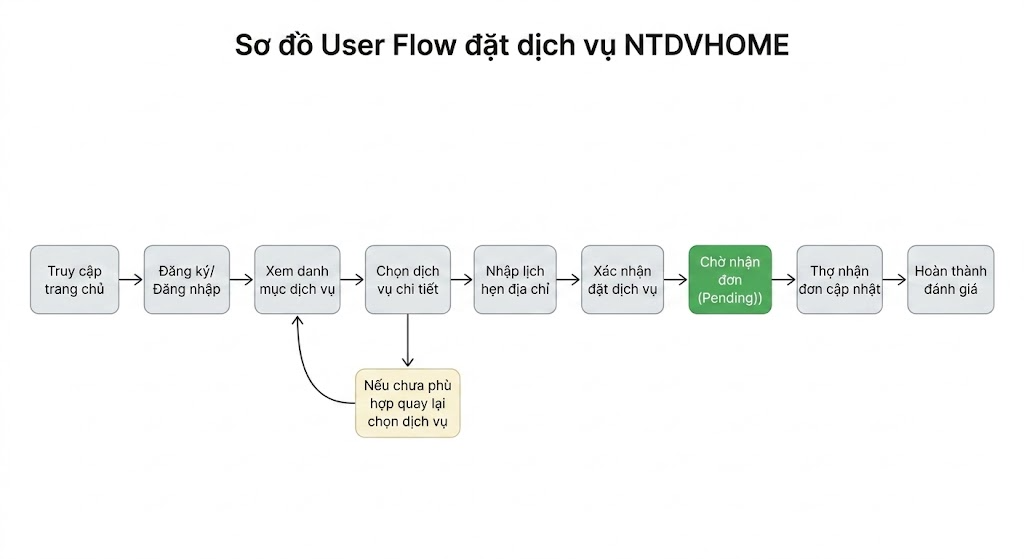 Sơ đồ User Flow đặt dịch vụ NTDVHOME
Truy cập
trang chủ
Đăng ký/
Đăng nhập
Xem danh
mục dịch vụ
Chọn dịch
vụ chi tiết
Nhập lịch
hẹn địa chỉ
Xác nhận
đặt dịch vụ
Chờ nhận
đơn
(Pending))
Thợ nhận
đơn cập nhật
Hoàn thành
đánh giá
Nếu chưa phù
hợp quay lại
chọn dịch vụ